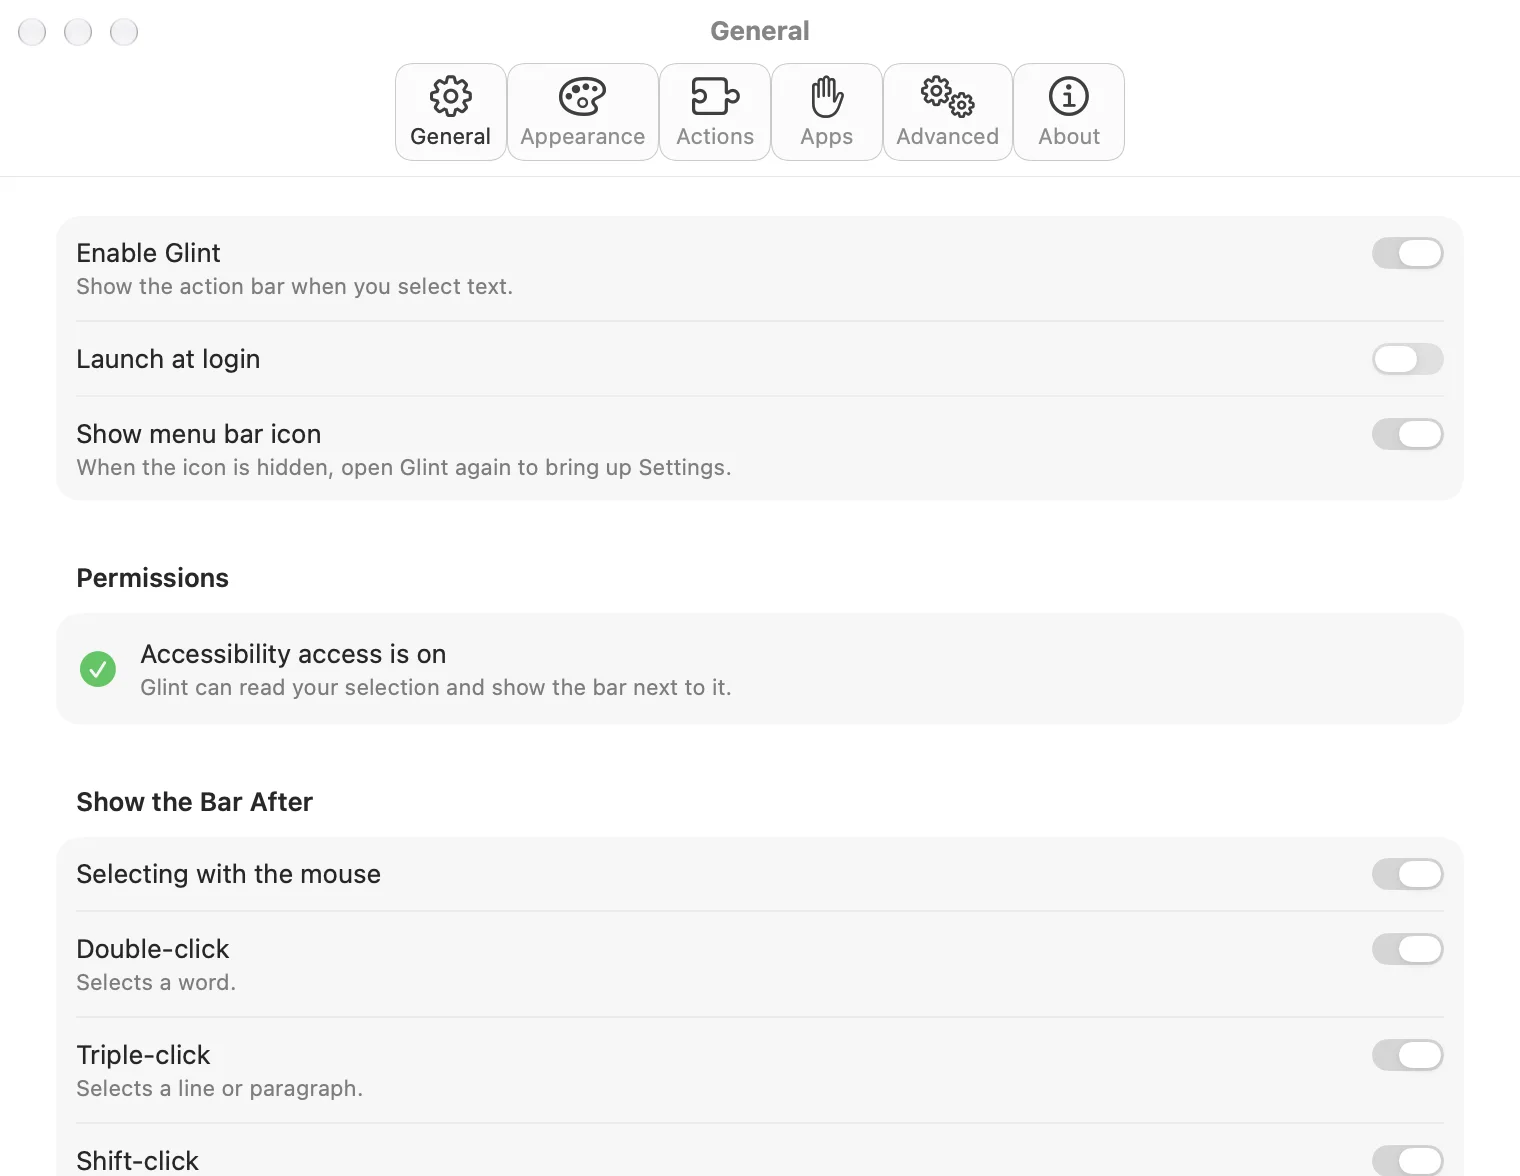 General
General
Appearance
Actions
Apps
Advanced
About
Enable Glint
Show the action bar when you select text.
Launch at login
Show menu bar icon
When the icon is hidden, open Glint again to bring up Settings.
Permissions
Accessibility access is on
Glint can read your selection and show the bar next to it.
Show the Bar After
Selecting with the mouse
Double-click
Selects a word.
Triple-click
Selects a line or paragraph.
Shift-click